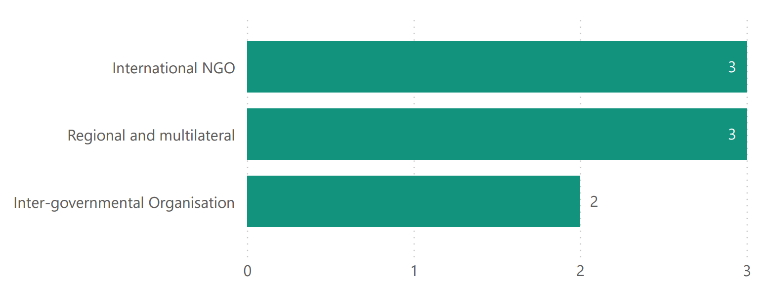 International NGO
3
Regional and multilateral
3
Inter-governmental Organisation
2
0
1
2
3